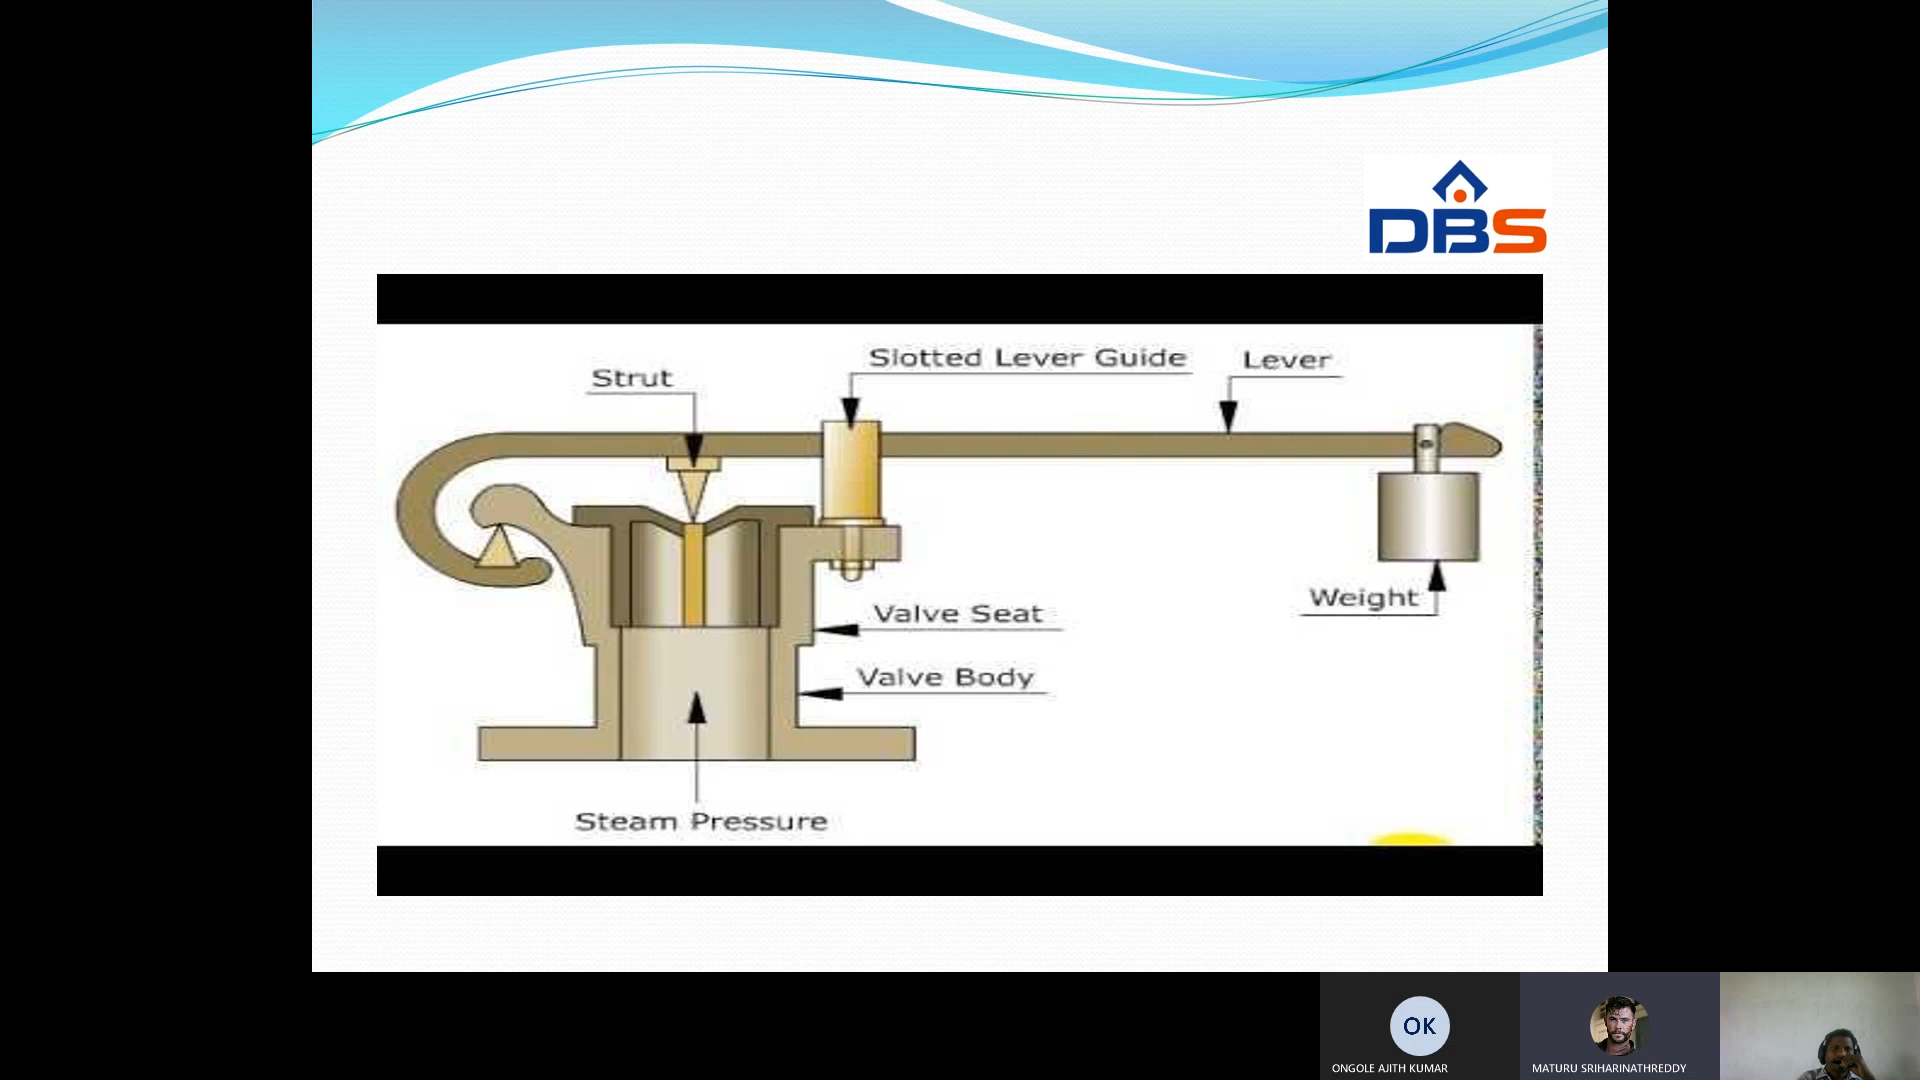 DBS
Slotted Lever Guide
Lever
Strut
Weight
Valve Seat
Valve Body
Steam Pressure
OK
ONGOLE AJITH KUMAR
MATURU SRIHARINATHREDDY